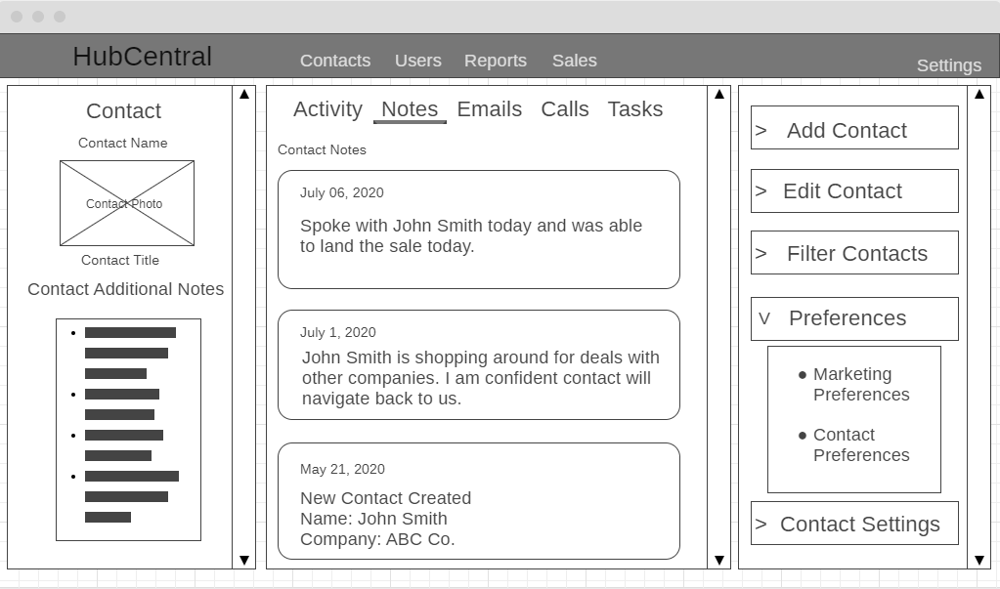 HubCentral
Contacts Users Reports Sales
Settings
Contact
Contact Name
Contact Photo
Contact Title
Contact Additional Notes
Activity Notes Emails Calls Tasks
Contact Notes
July 06, 2020
Spoke with John Smith today and was able
to land the sale today.
July 1, 2020
John Smith is shopping around for deals with
other companies. I am confident contact will
navigate back to us.
May 21, 2020
New Contact Created
Name: John Smith
Company: ABC Co.
> Add Contact
> Edit Contact
> Filter Contacts
V Preferences
● Marketing
Preferences
● Contact
Preferences
> Contact Settings